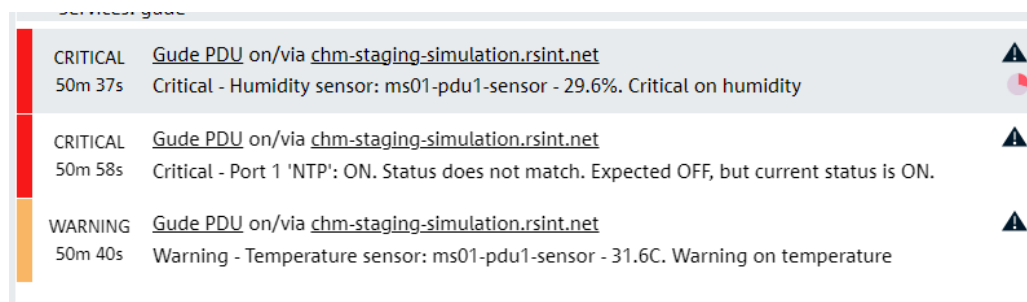 services: gude
CRITICAL Gude PDU on/via chm-staging-simulation.rsint.net
50m 37s Critical - Humidity sensor: ms01-pdu1-sensor - 29.6%. Critical on humidity
CRITICAL Gude PDU on/via chm-staging-simulation.rsint.net
50m 58s Critical - Port 1 'NTP': ON. Status does not match. Expected OFF, but current status is ON.
WARNING Gude PDU on/via chm-staging-simulation.rsint.net
50m 40s Warning - Temperature sensor: ms01-pdu1-sensor - 31.6C. Warning on temperature